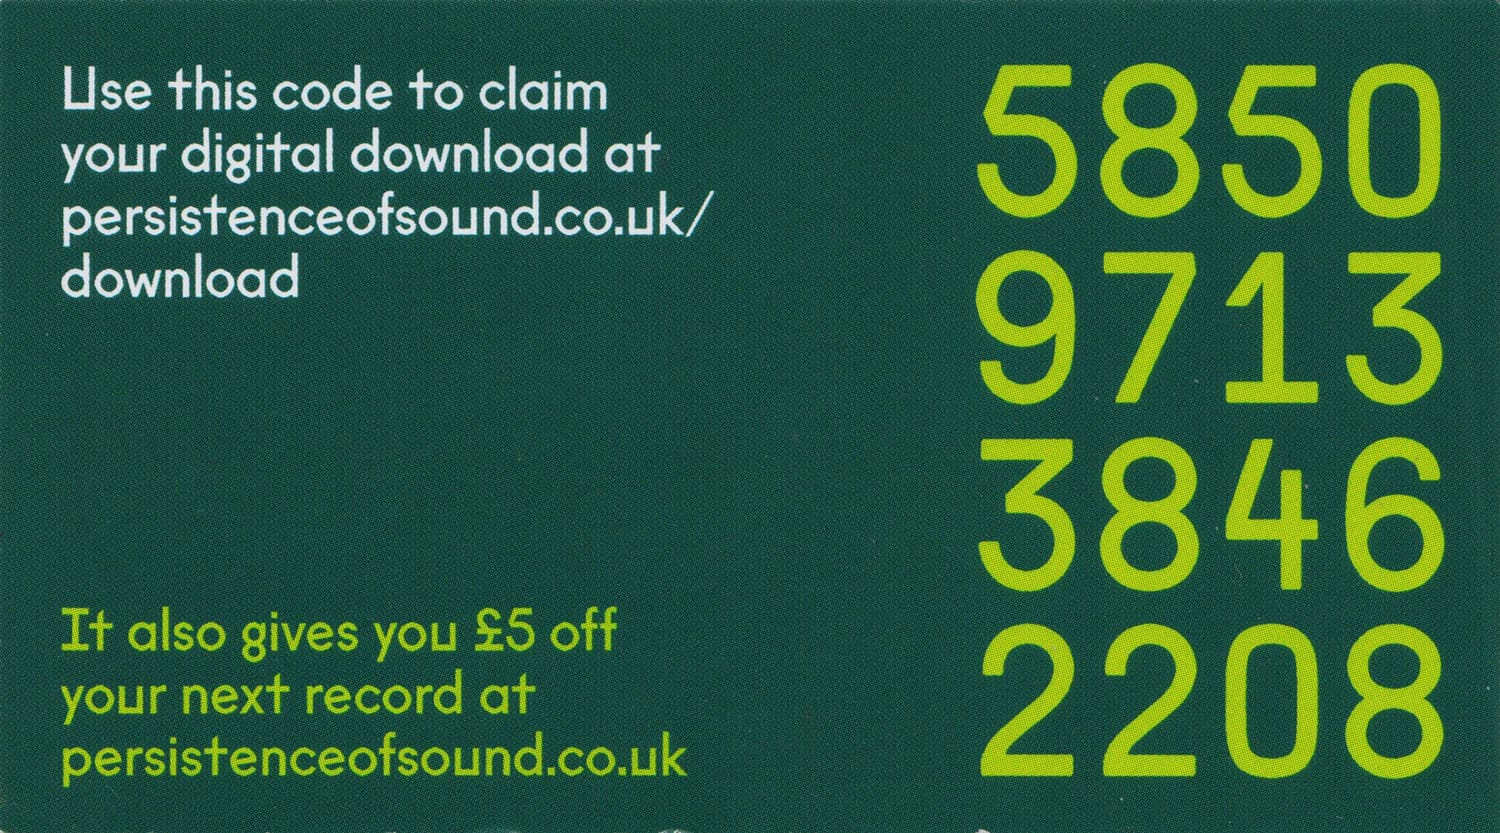 Use this code to claim
your digital download at
persistenceofsound.co.uk/
download
It also gives you £5 off
your next record at
persistenceofsound.co.uk
5850
9713
3846
2208